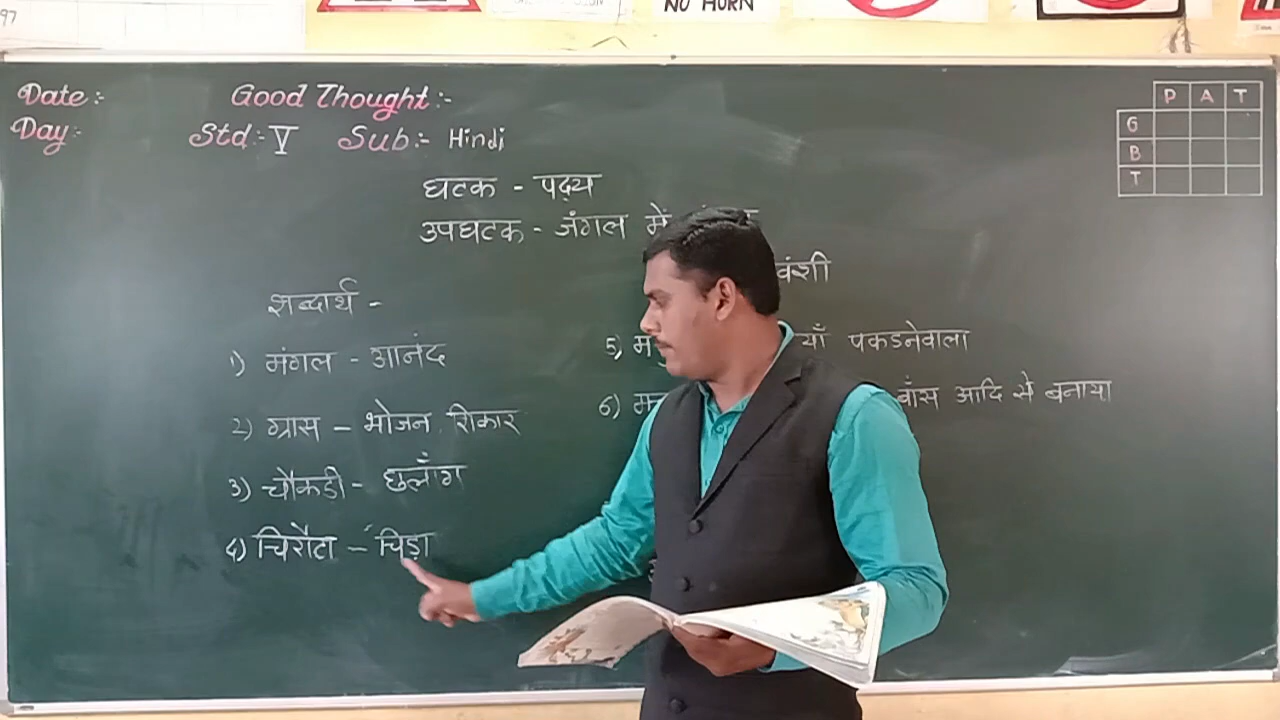 97
NO HORN
Date:-
Good Thought:-
P A T
Day:-
Std:- V Sub:- Hindi
G
B
T
घटक - पद्य
उपघटक - जंगल में
वंशी
शब्दार्थ -
1) मंगल - आनंद
2) ग्रास - भोजन, शिकार
3) चौकडी - छलाँग
4) चिरौटा - चिड़ा
5) पकडनेवाला
6) बाँस आदि से बनाया